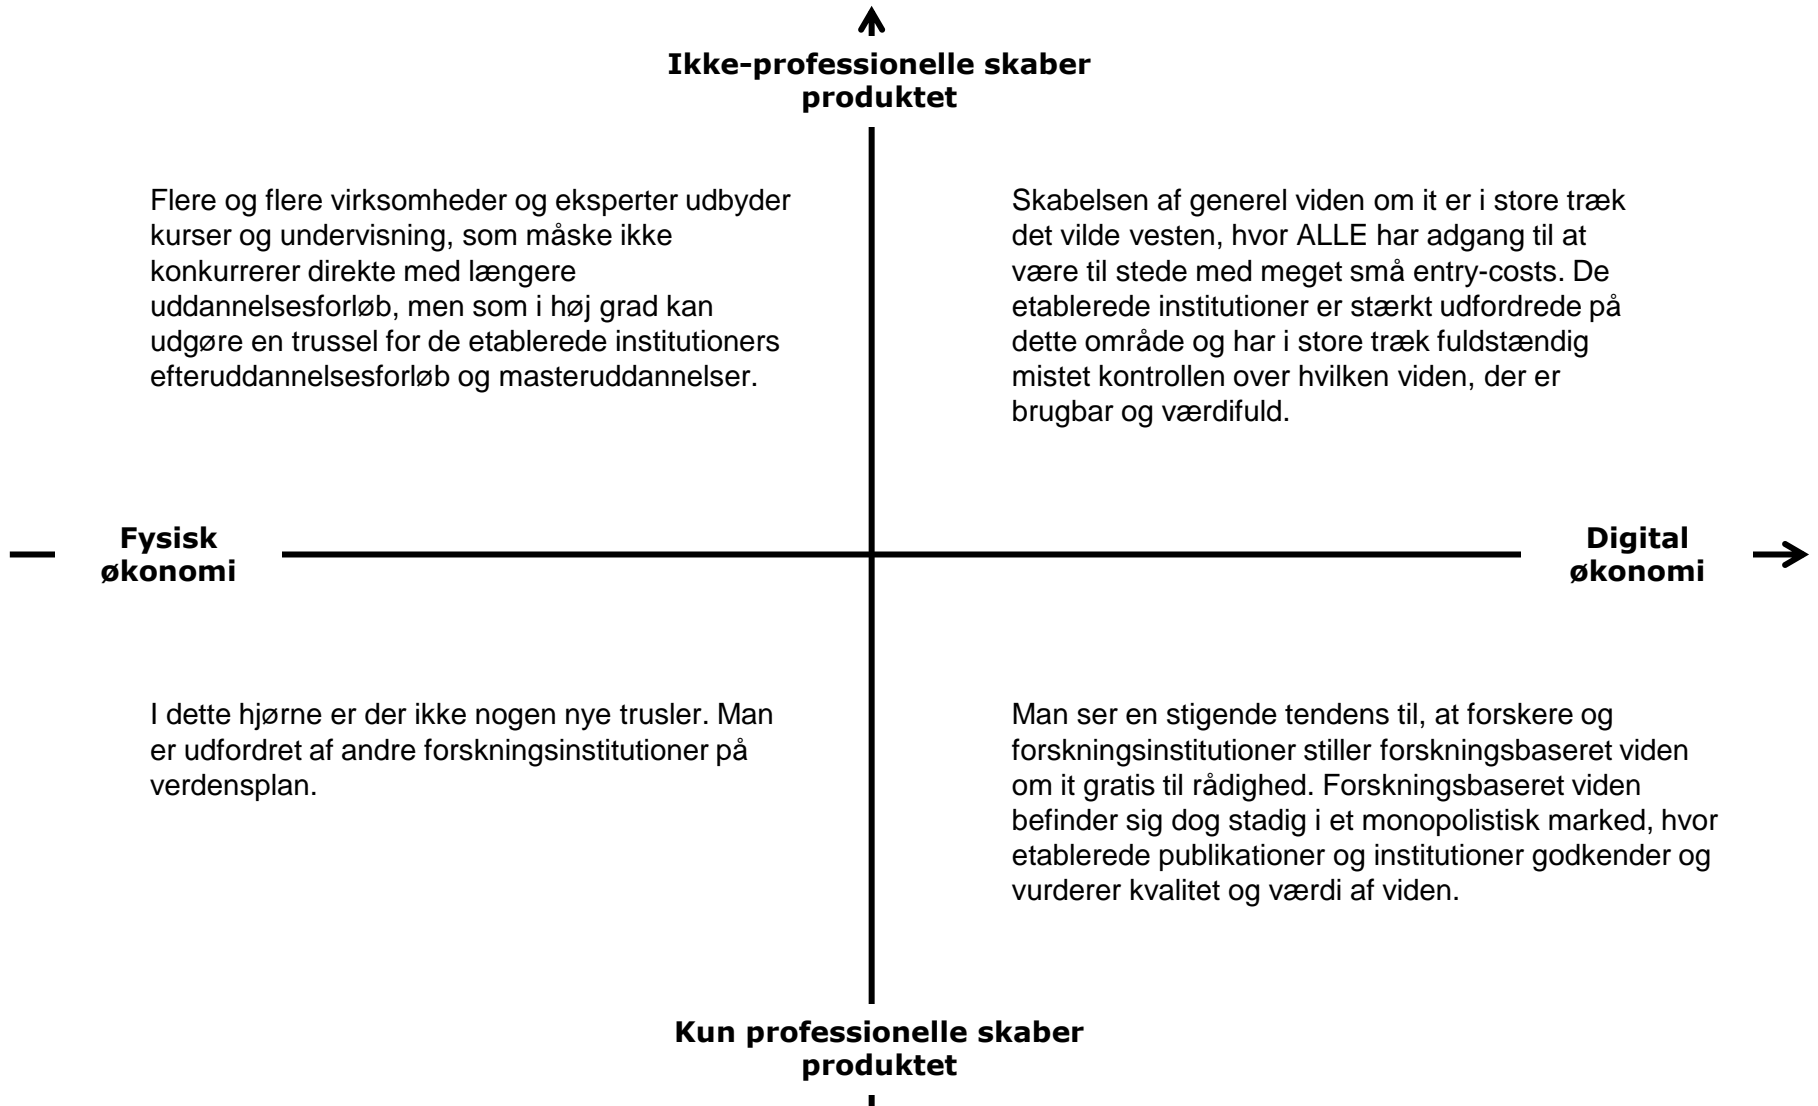 Ikke-professionelle skaber
produktet
Flere og flere virksomheder og eksperter udbyder
kurser og undervisning, som måske ikke
konkurrerer direkte med længere
uddannelsesforløb, men som i høj grad kan
udgøre en trussel for de etablerede institutioners
efteruddannelsesforløb og masteruddannelser.
Skabelsen af generel viden om it er i store træk
det vilde vesten, hvor ALLE har adgang til at
være til stede med meget små entry-costs. De
etablerede institutioner er stærkt udfordrede på
dette område og har i store træk fuldstændig
mistet kontrollen over hvilken viden, der er
brugbar og værdifuld.
Fysisk
økonomi
Digital
økonomi
I dette hjørne er der ikke nogen nye trusler. Man
er udfordret af andre forskningsinstitutioner på
verdensplan.
Man ser en stigende tendens til, at forskere og
forskningsinstitutioner stiller forskningsbaseret viden
om it gratis til rådighed. Forskningsbaseret viden
befinder sig dog stadig i et monopolistisk marked, hvor
etablerede publikationer og institutioner godkender og
vurderer kvalitet og værdi af viden.
Kun professionelle skaber
produktet